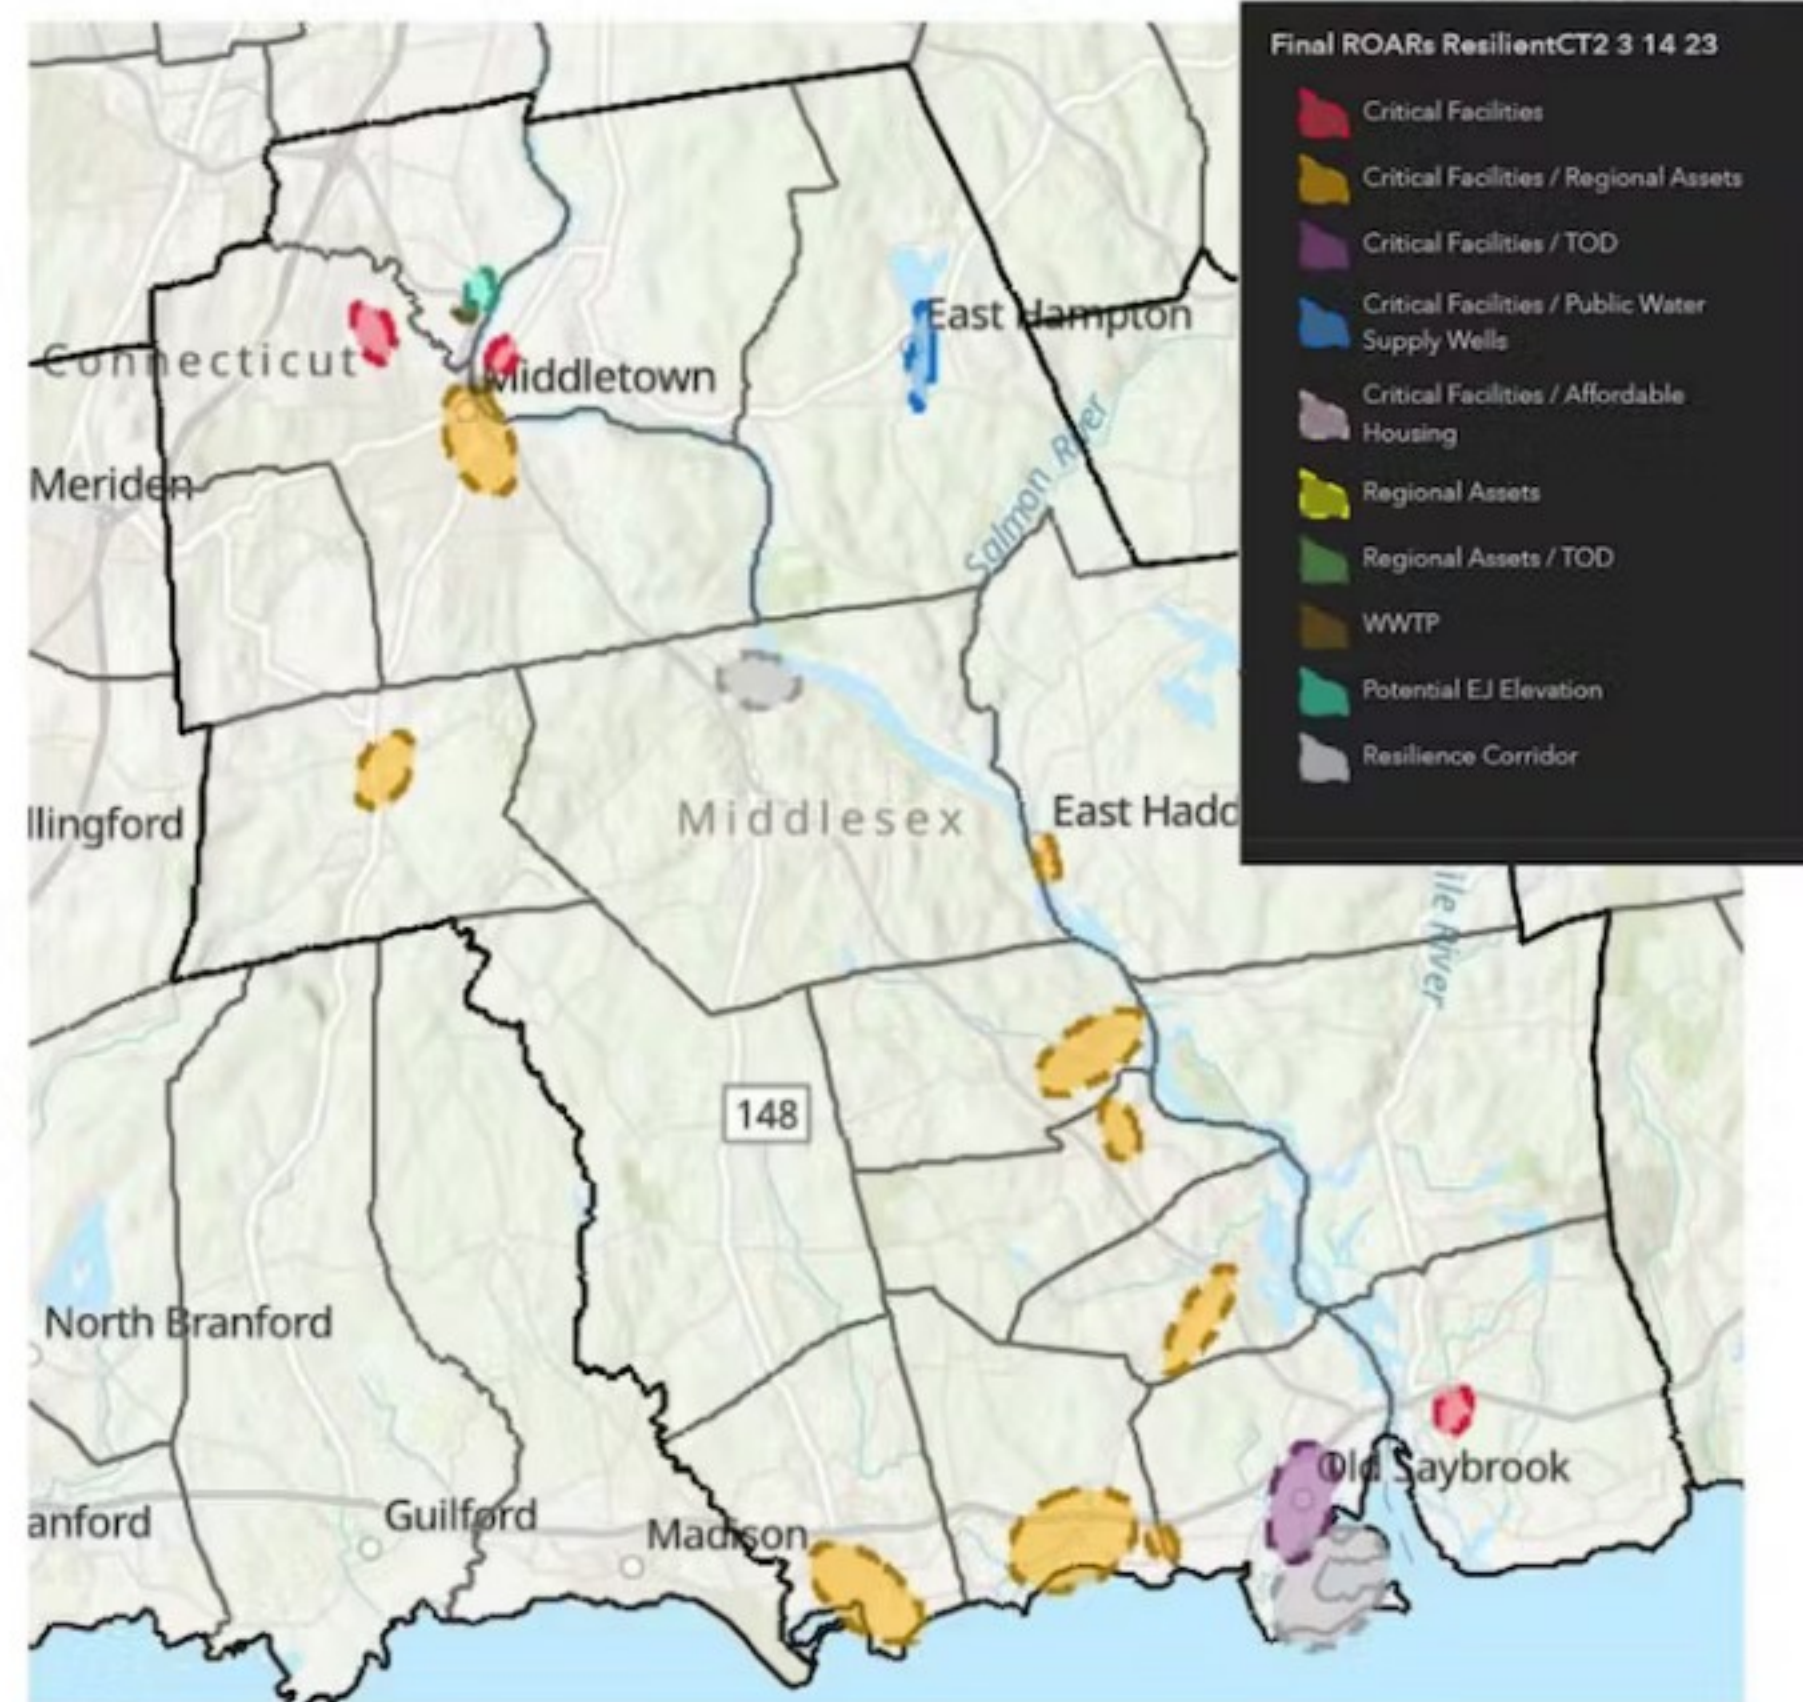 Final ROARs ResilientCT2 3 14 23
Critical Facilities
Critical Facilities / Regional Assets
Critical Facilities / TOD
Critical Facilities / Public Water
Supply Wells
Critical Facilities / Affordable
Housing
Regional Assets
Regional Assets / TOD
WWTP
Potential EJ Elevation
Resilience Corridor
East Hampton
Connecticut
Middletown
Meriden
Salmon River
llingford
Middlesex
East Hadd
ile River
148
North Branford
Old Saybrook
anford
Guilford
Madison